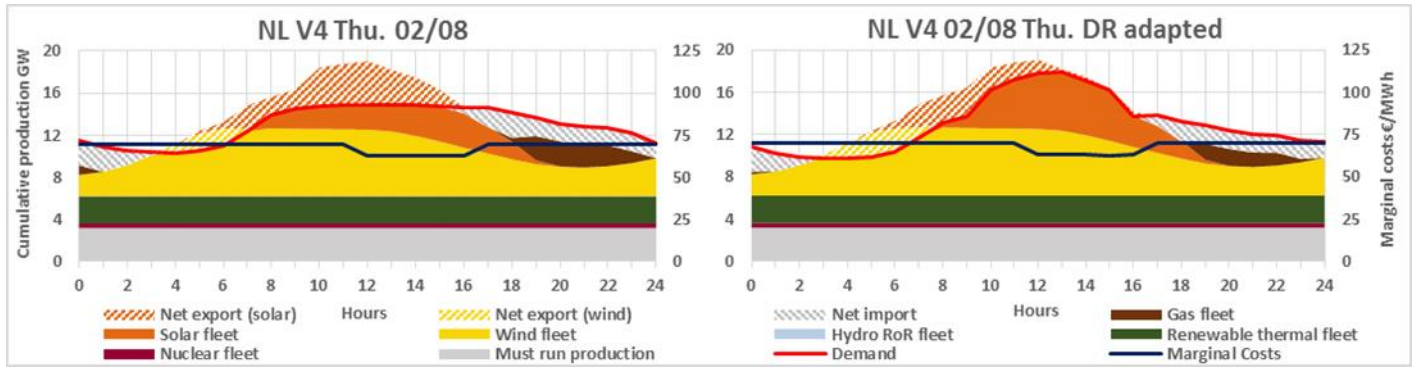 NL V4 Thu. 02/08
Cumulative production GW
20
16
12
8
4
0
125
100
75
50
25
0
0 2 4 6 8 10 12 14 16 18 20 22 24
Hours
Net export (solar)
Net export (wind)
Solar fleet
Wind fleet
Nuclear fleet
Must run production
NL V4 02/08 Thu. DR adapted
20
16
12
8
4
0
125
100
75
50
25
0
Marginal costs€/MWh
0 2 4 6 8 10 12 14 16 18 20 22 24
Hours
Net import
Gas fleet
Hydro RoR fleet
Renewable thermal fleet
Demand
Marginal Costs